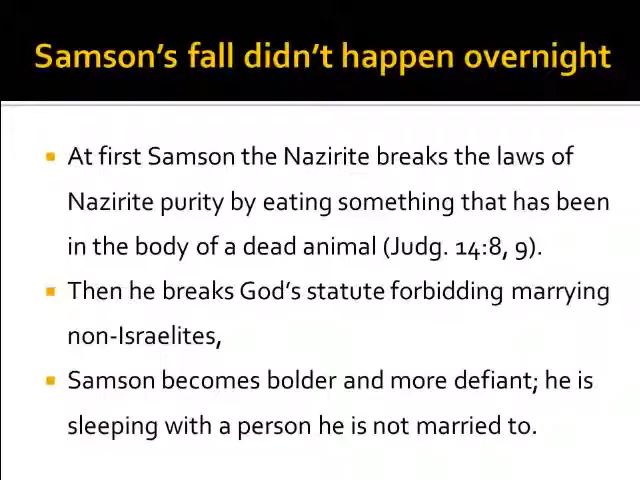 Samson’s fall didn’t happen overnight
At first Samson the Nazirite breaks the laws of
Nazirite purity by eating something that has been
in the body of a dead animal (Judg. 14:8, 9).
Then he breaks God’s statute forbidding marrying
non-Israelites,
Samson becomes bolder and more defiant; he is
sleeping with a person he is not married to.